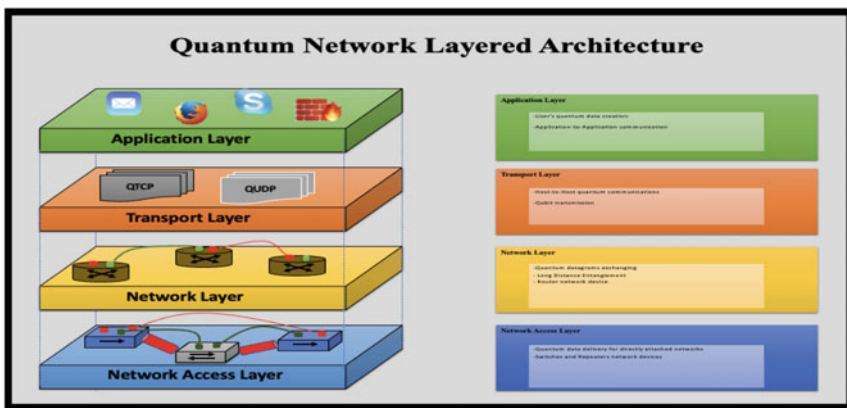 Quantum Network Layered Architecture
S
Application Layer
QTCP
QUDP
Transport Layer
Network Layer
Network Access Layer
Application Layer
-User's quantum data creation
-Application-to-Application communication
Transport Layer
-Host-to-Host quantum communications
-Qubit transmission
Network Layer
-Quantum datagrams exchanging
- Long Distance Entanglement
- Router network device
Network Access Layer
-Quantum data delivery for directly attached networks
-Switches and Repeaters network devices